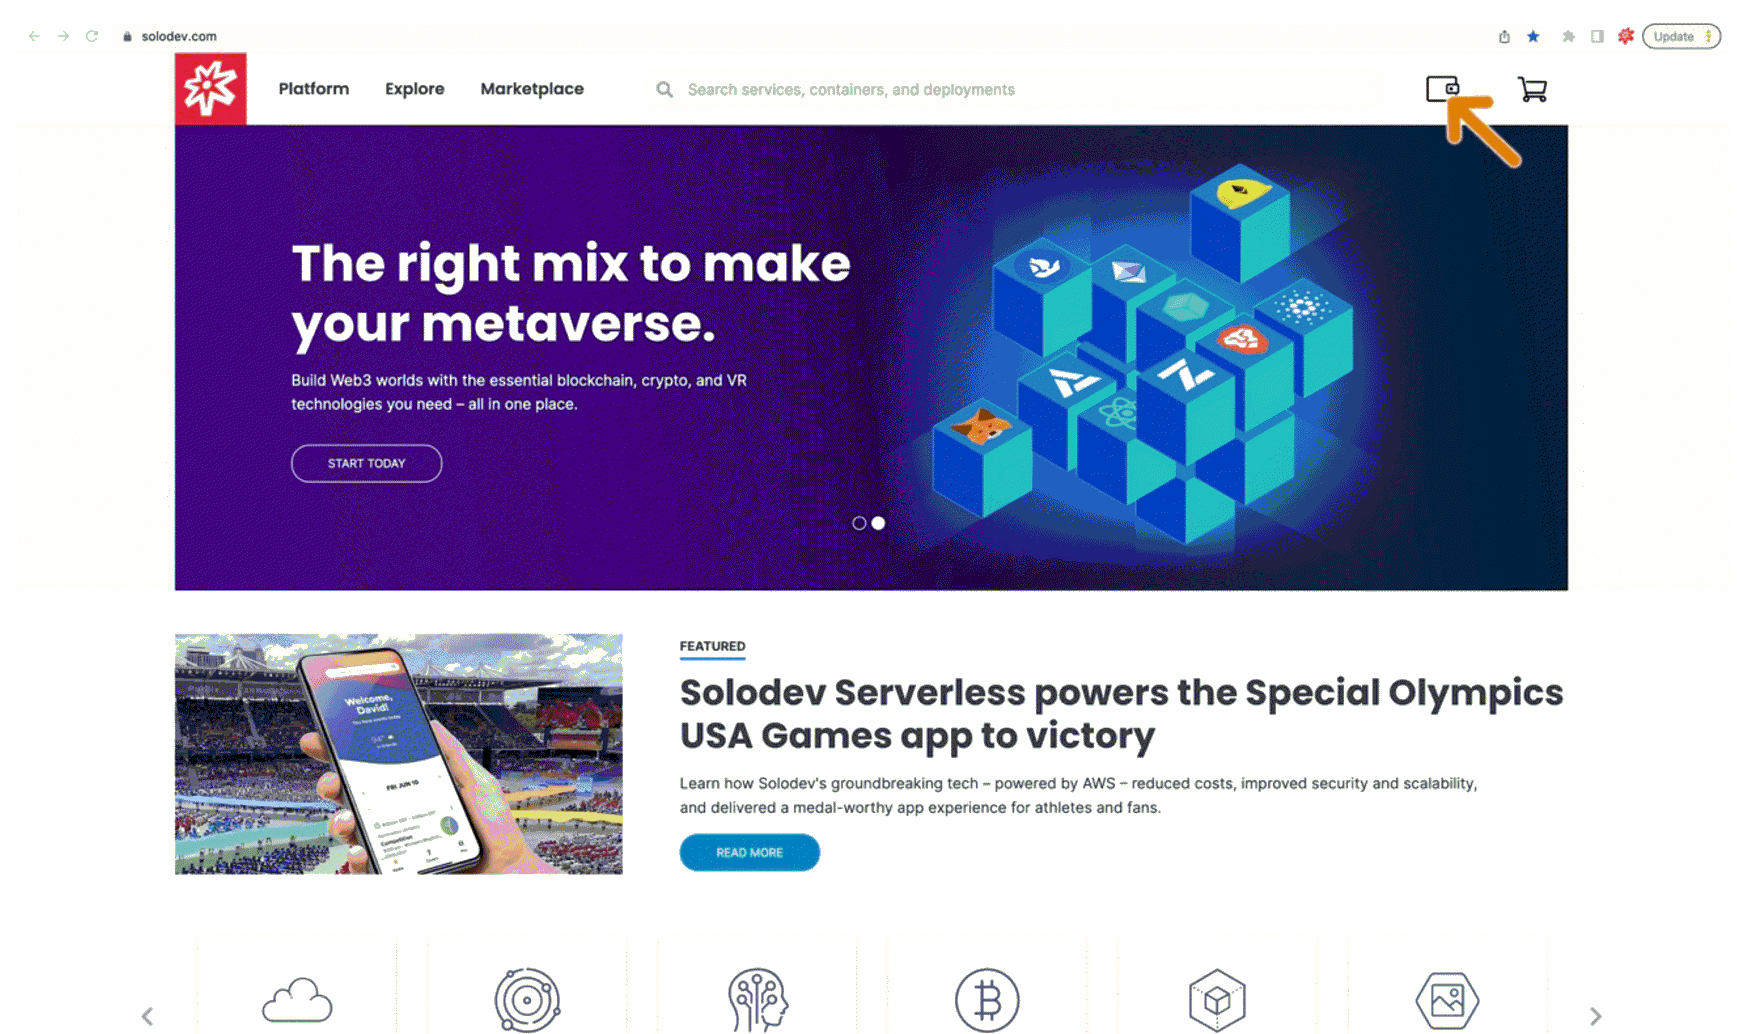 solodev.com
Update
Platform Explore Marketplace
Search services, containers, and deployments
The right mix to make
your metaverse.
Build Web3 worlds with the essential blockchain, crypto, and VR
technologies you need – all in one place.
START TODAY
FEATURED
Solodev Serverless powers the Special Olympics
USA Games app to victory
Learn how Solodev's groundbreaking tech – powered by AWS – reduced costs, improved security and scalability,
and delivered a medal-worthy app experience for athletes and fans.
READ MORE
Welcome,
David!
FRI JUN 10
Competition